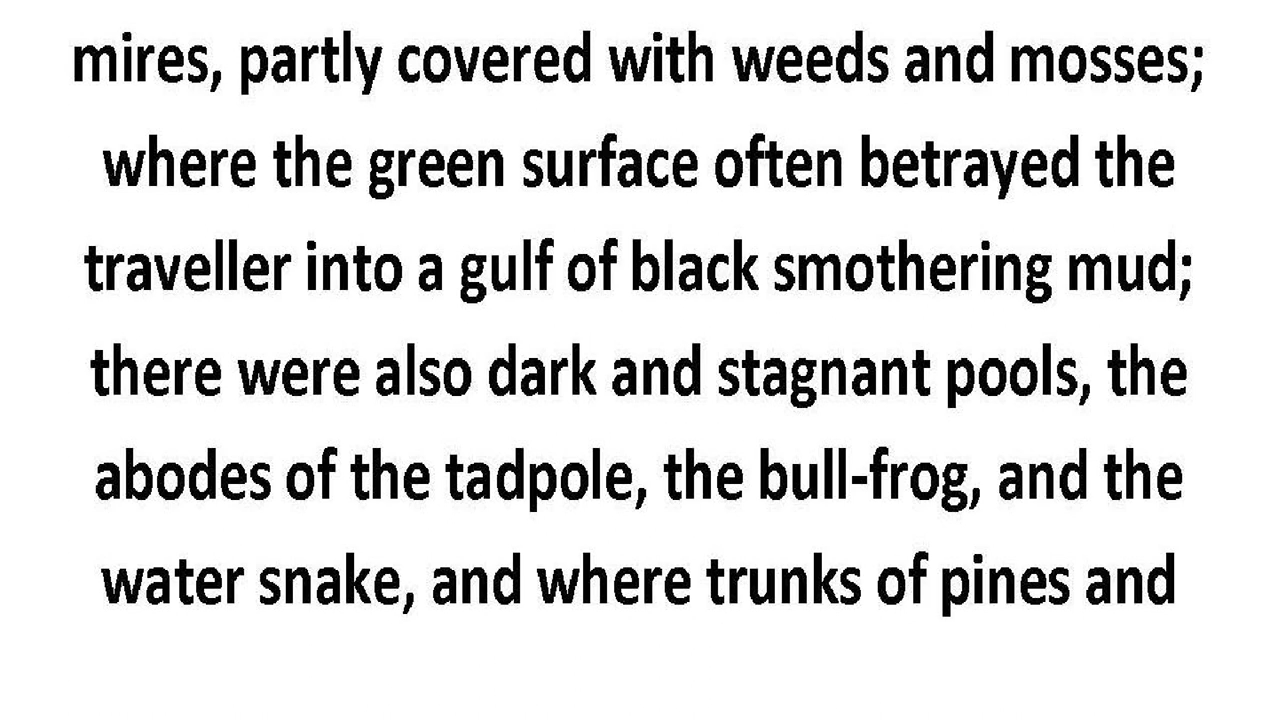 mires, partly covered with weeds and mosses;
where the green surface often betrayed the
traveller into a gulf of black smothering mud;
there were also dark and stagnant pools, the
abodes of the tadpole, the bull-frog, and the
water snake, and where trunks of pines and